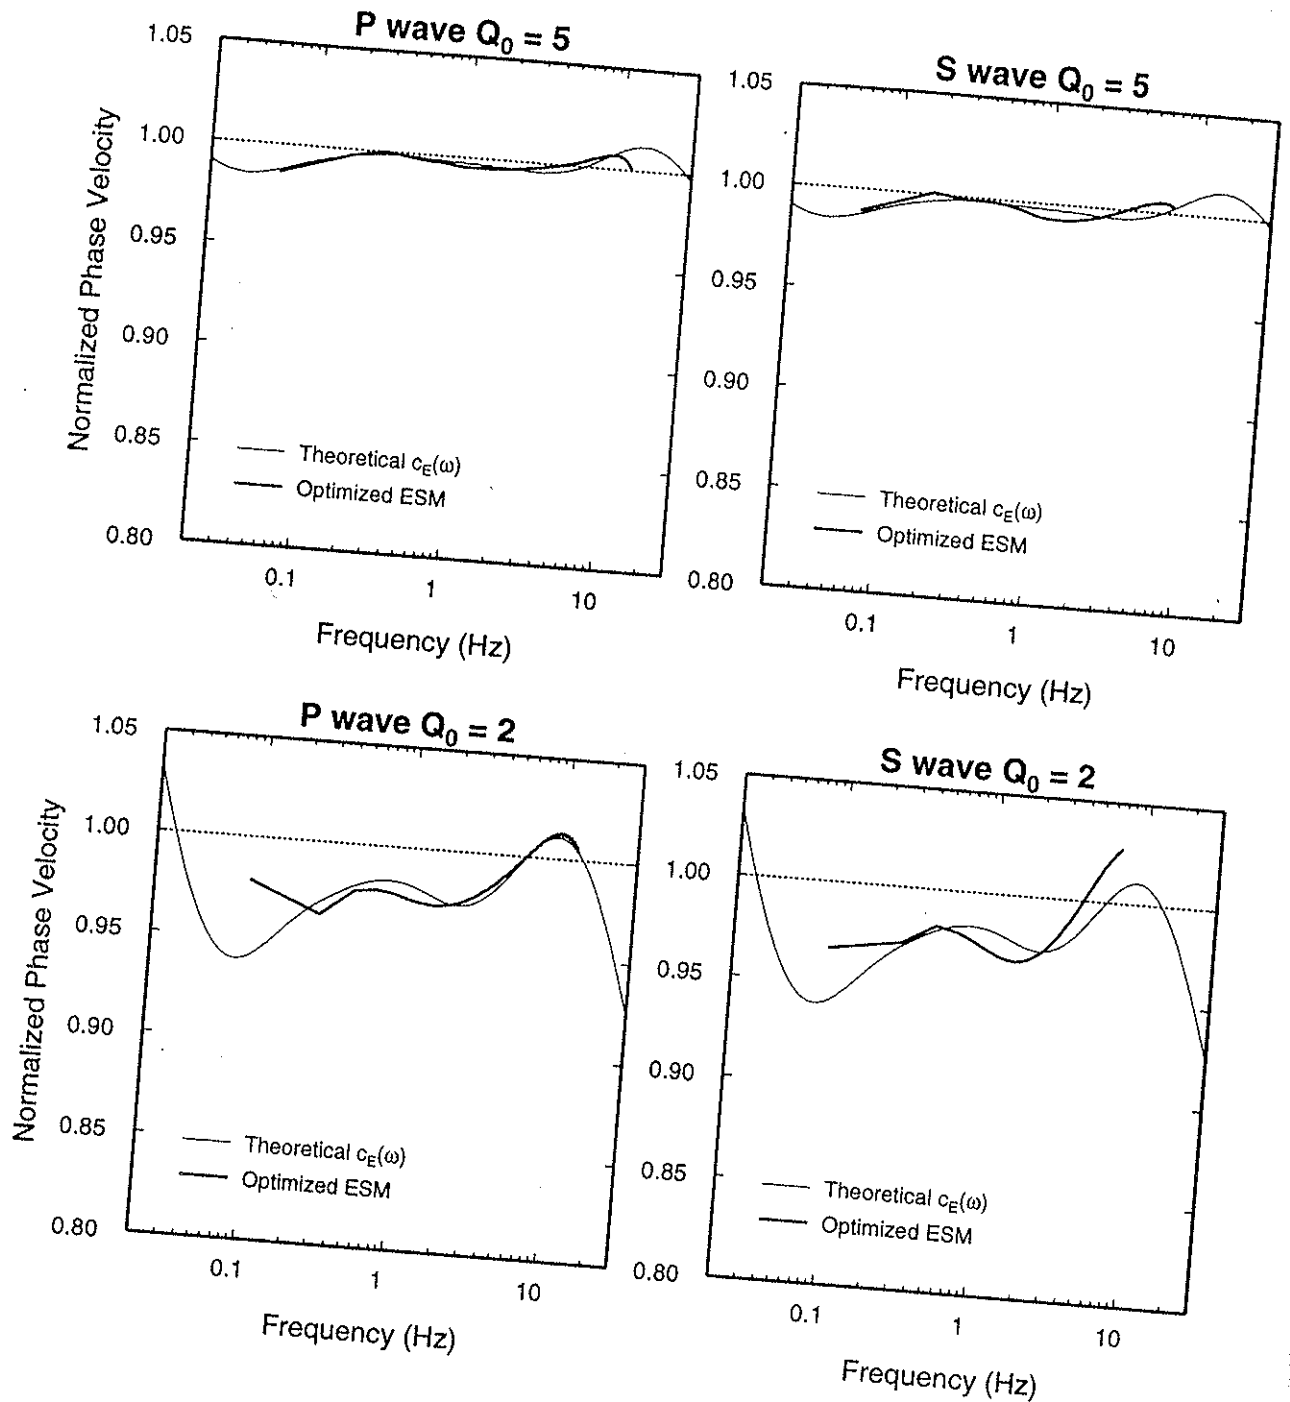 P wave Q0 = 5
1.05
1.00
0.95
0.90
0.85
0.80
Normalized Phase Velocity
Theoretical cE(ω)
Optimized ESM
0.1
1
10
Frequency (Hz)
S wave Q0 = 5
1.05
1.00
0.95
0.90
0.85
0.80
Theoretical cE(ω)
Optimized ESM
0.1
1
10
Frequency (Hz)
P wave Q0 = 2
1.05
1.00
0.95
0.90
0.85
0.80
Normalized Phase Velocity
Theoretical cE(ω)
Optimized ESM
0.1
1
10
Frequency (Hz)
S wave Q0 = 2
1.05
1.00
0.95
0.90
0.85
0.80
Theoretical cE(ω)
Optimized ESM
0.1
1
10
Frequency (Hz)